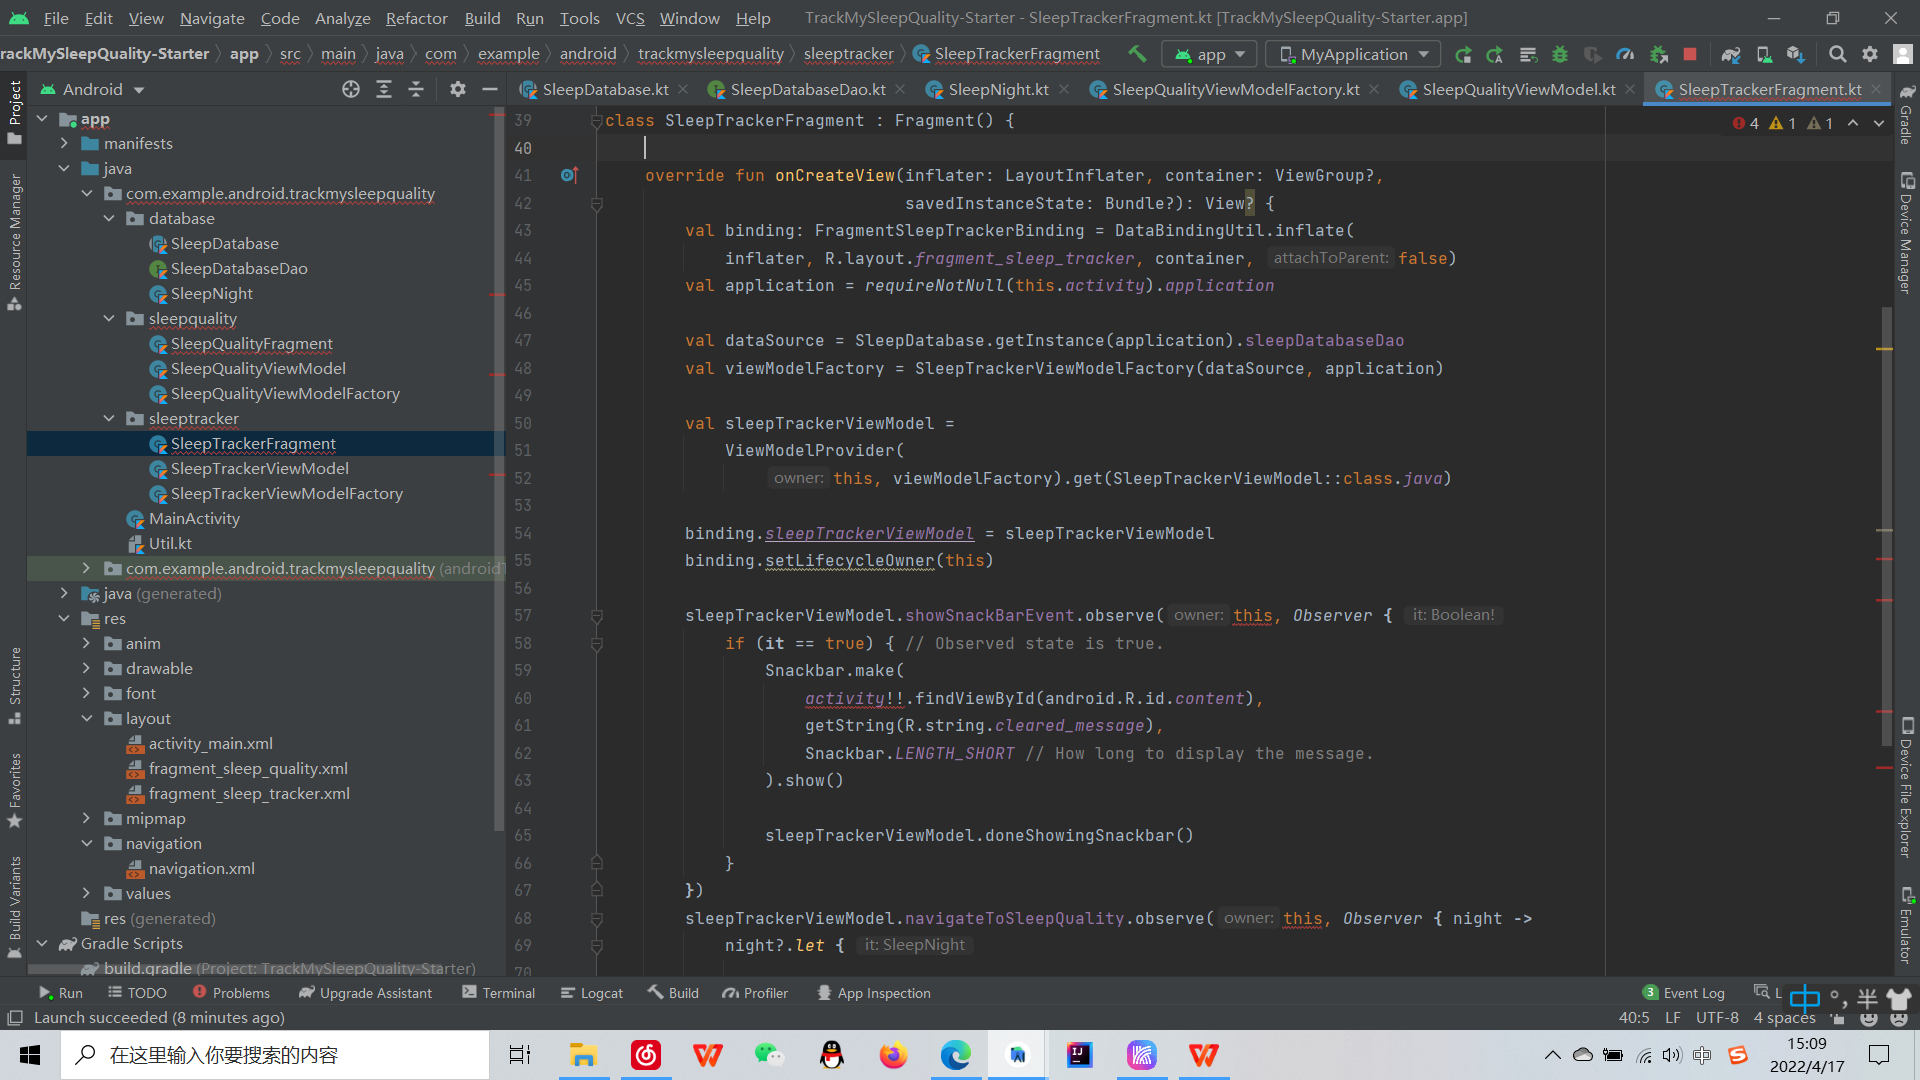 File Edit View Navigate Code Analyze Refactor Build Run Tools VCS Window Help TrackMySleepQuality-Starter - SleepTrackerFragment.kt [TrackMySleepQuality-Starter.app]
rackMySleepQuality-Starter app src main java com example android trackmysleepquality sleeptracker SleepTrackerFragment app MyApplication
Android SleepDatabase.kt SleepDatabaseDao.kt SleepNight.kt SleepQualityViewModelFactory.kt SleepQualityViewModel.kt SleepTrackerFragment.kt
Project
Resource Manager
Structure
Favorites
Build Variants
app
manifests
java
com.example.android.trackmysleepquality
database
SleepDatabase
SleepDatabaseDao
SleepNight
sleepquality
SleepQualityFragment
SleepQualityViewModel
SleepQualityViewModelFactory
sleeptracker
SleepTrackerFragment
SleepTrackerViewModel
SleepTrackerViewModelFactory
MainActivity
Util.kt
com.example.android.trackmysleepquality (android
java (generated)
res
anim
drawable
font
layout
activity_main.xml
fragment_sleep_quality.xml
fragment_sleep_tracker.xml
mipmap
navigation
navigation.xml
values
res (generated)
Gradle Scripts
build.gradle (Project: TrackMySleepQuality-Starter)
4 1 1
39 class SleepTrackerFragment : Fragment() {
40
41 override fun onCreateView(inflater: LayoutInflater, container: ViewGroup?,
42 savedInstanceState: Bundle?): View? {
43 val binding: FragmentSleepTrackerBinding = DataBindingUtil.inflate(
44 inflater, R.layout.fragment_sleep_tracker, container, attachToParent: false)
45 val application = requireNotNull(this.activity).application
46
47 val dataSource = SleepDatabase.getInstance(application).sleepDatabaseDao
48 val viewModelFactory = SleepTrackerViewModelFactory(dataSource, application)
49
50 val sleepTrackerViewModel =
51 ViewModelProvider(
52 owner: this, viewModelFactory).get(SleepTrackerViewModel::class.java)
53
54 binding.sleepTrackerViewModel = sleepTrackerViewModel
55 binding.setLifecycleOwner(this)
56
57 sleepTrackerViewModel.showSnackBarEvent.observe( owner: this, Observer { it: Boolean!
58 if (it == true) { // Observed state is true.
59 Snackbar.make(
60 activity!!.findViewById(android.R.id.content),
61 getString(R.string.cleared_message),
62 Snackbar.LENGTH_SHORT // How long to display the message.
63 ).show()
64
65 sleepTrackerViewModel.doneShowingSnackbar()
66 }
67 })
68 sleepTrackerViewModel.navigateToSleepQuality.observe( owner: this, Observer { night ->
69 night?.let { it: SleepNight
70
Gradle
Device Manager
Device File Explorer
Emulator
Run TODO Problems Upgrade Assistant Terminal Logcat Build Profiler App Inspection 3 Event Log L 中 °, 半
Launch succeeded (8 minutes ago) 40:5 LF UTF-8 4 spaces
在这里输入你要搜索的内容 中 15:09
2022/4/17